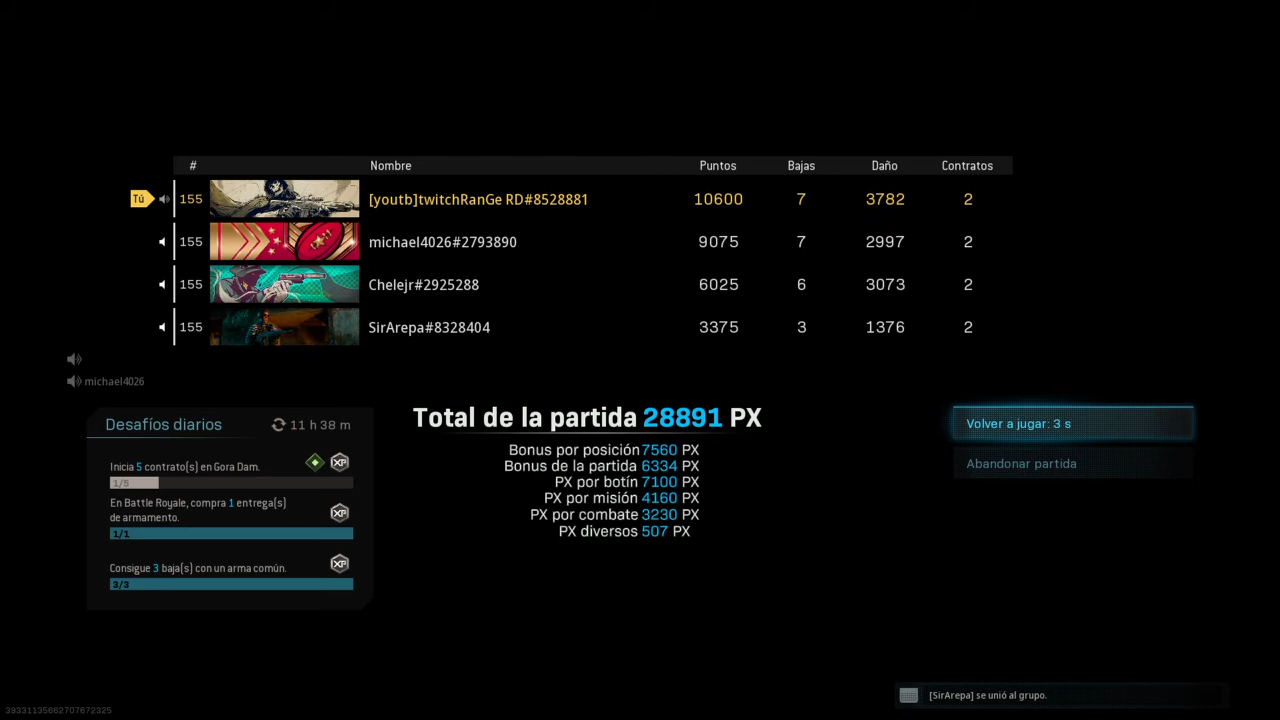 # Nombre Puntos Bajas Daño Contratos
Tú 155 [youtb]twitchRanGe RD#8528881 10600 7 3782 2
155 michael4026#2793890 9075 7 2997 2
155 Chelejr#2925288 6025 6 3073 2
155 SirArepa#8328404 3375 3 1376 2
michael4026
Desafíos diarios 11 h 38 m
Inicia 5 contrato(s) en Gora Dam. XP
1/5
En Battle Royale, compra 1 entrega(s)
de armamento. XP
1/1
Consigue 3 baja(s) con un arma común. XP
3/3
Total de la partida 28891 PX
Bonus por posición 7560 PX
Bonus de la partida 6334 PX
PX por botín 7100 PX
PX por misión 4160 PX
PX por combate 3230 PX
PX diversos 507 PX
Volver a jugar: 3 s
Abandonar partida
[SirArepa] se unió al grupo.
39331135662707672325